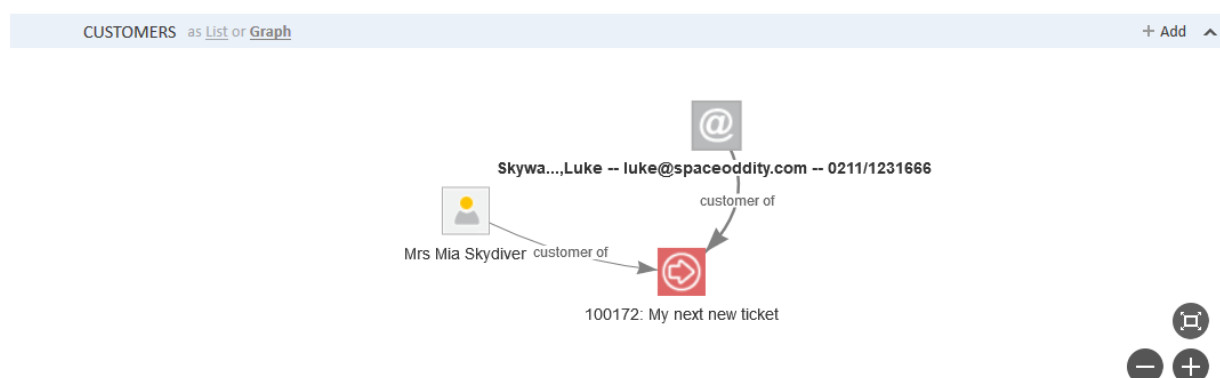 CUSTOMERS as List or Graph + Add
@
Skywa...,Luke -- luke@spaceoddity.com -- 0211/1231666
customer of
Mrs Mia Skydiver customer of
100172: My next new ticket